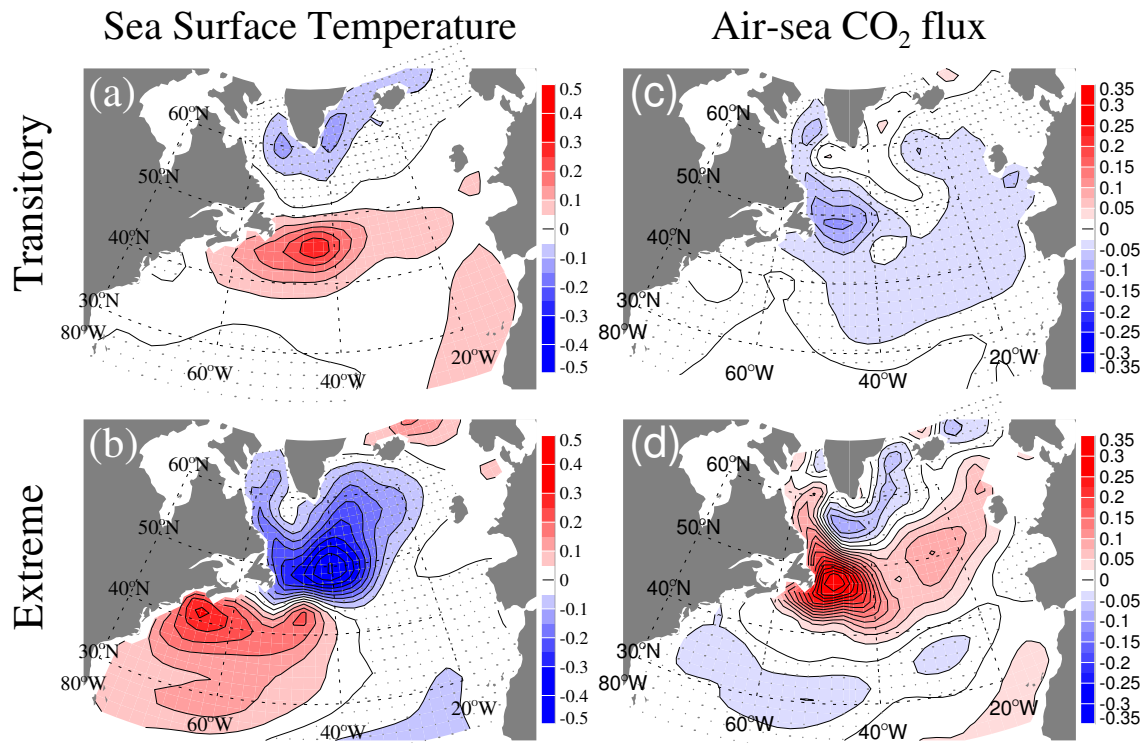 Sea Surface Temperature
Air-sea CO₂ flux
Transitory
(a)
60°N
50°N
40°N
30°N
80°W
60°W
40°W
20°W
0.5
0.4
0.3
0.2
0.1
0
-0.1
-0.2
-0.3
-0.4
-0.5
(c)
60°N
50°N
40°N
30°N
80°W
60°W
40°W
20°W
0.35
0.3
0.25
0.2
0.15
0.1
0.05
0
-0.05
-0.1
-0.15
-0.2
-0.25
-0.3
-0.35
Extreme
(b)
60°N
50°N
40°N
30°N
80°W
60°W
40°W
20°W
0.5
0.4
0.3
0.2
0.1
0
-0.1
-0.2
-0.3
-0.4
-0.5
(d)
60°N
50°N
40°N
30°N
80°W
60°W
40°W
20°W
0.35
0.3
0.25
0.2
0.15
0.1
0.05
0
-0.05
-0.1
-0.15
-0.2
-0.25
-0.3
-0.35